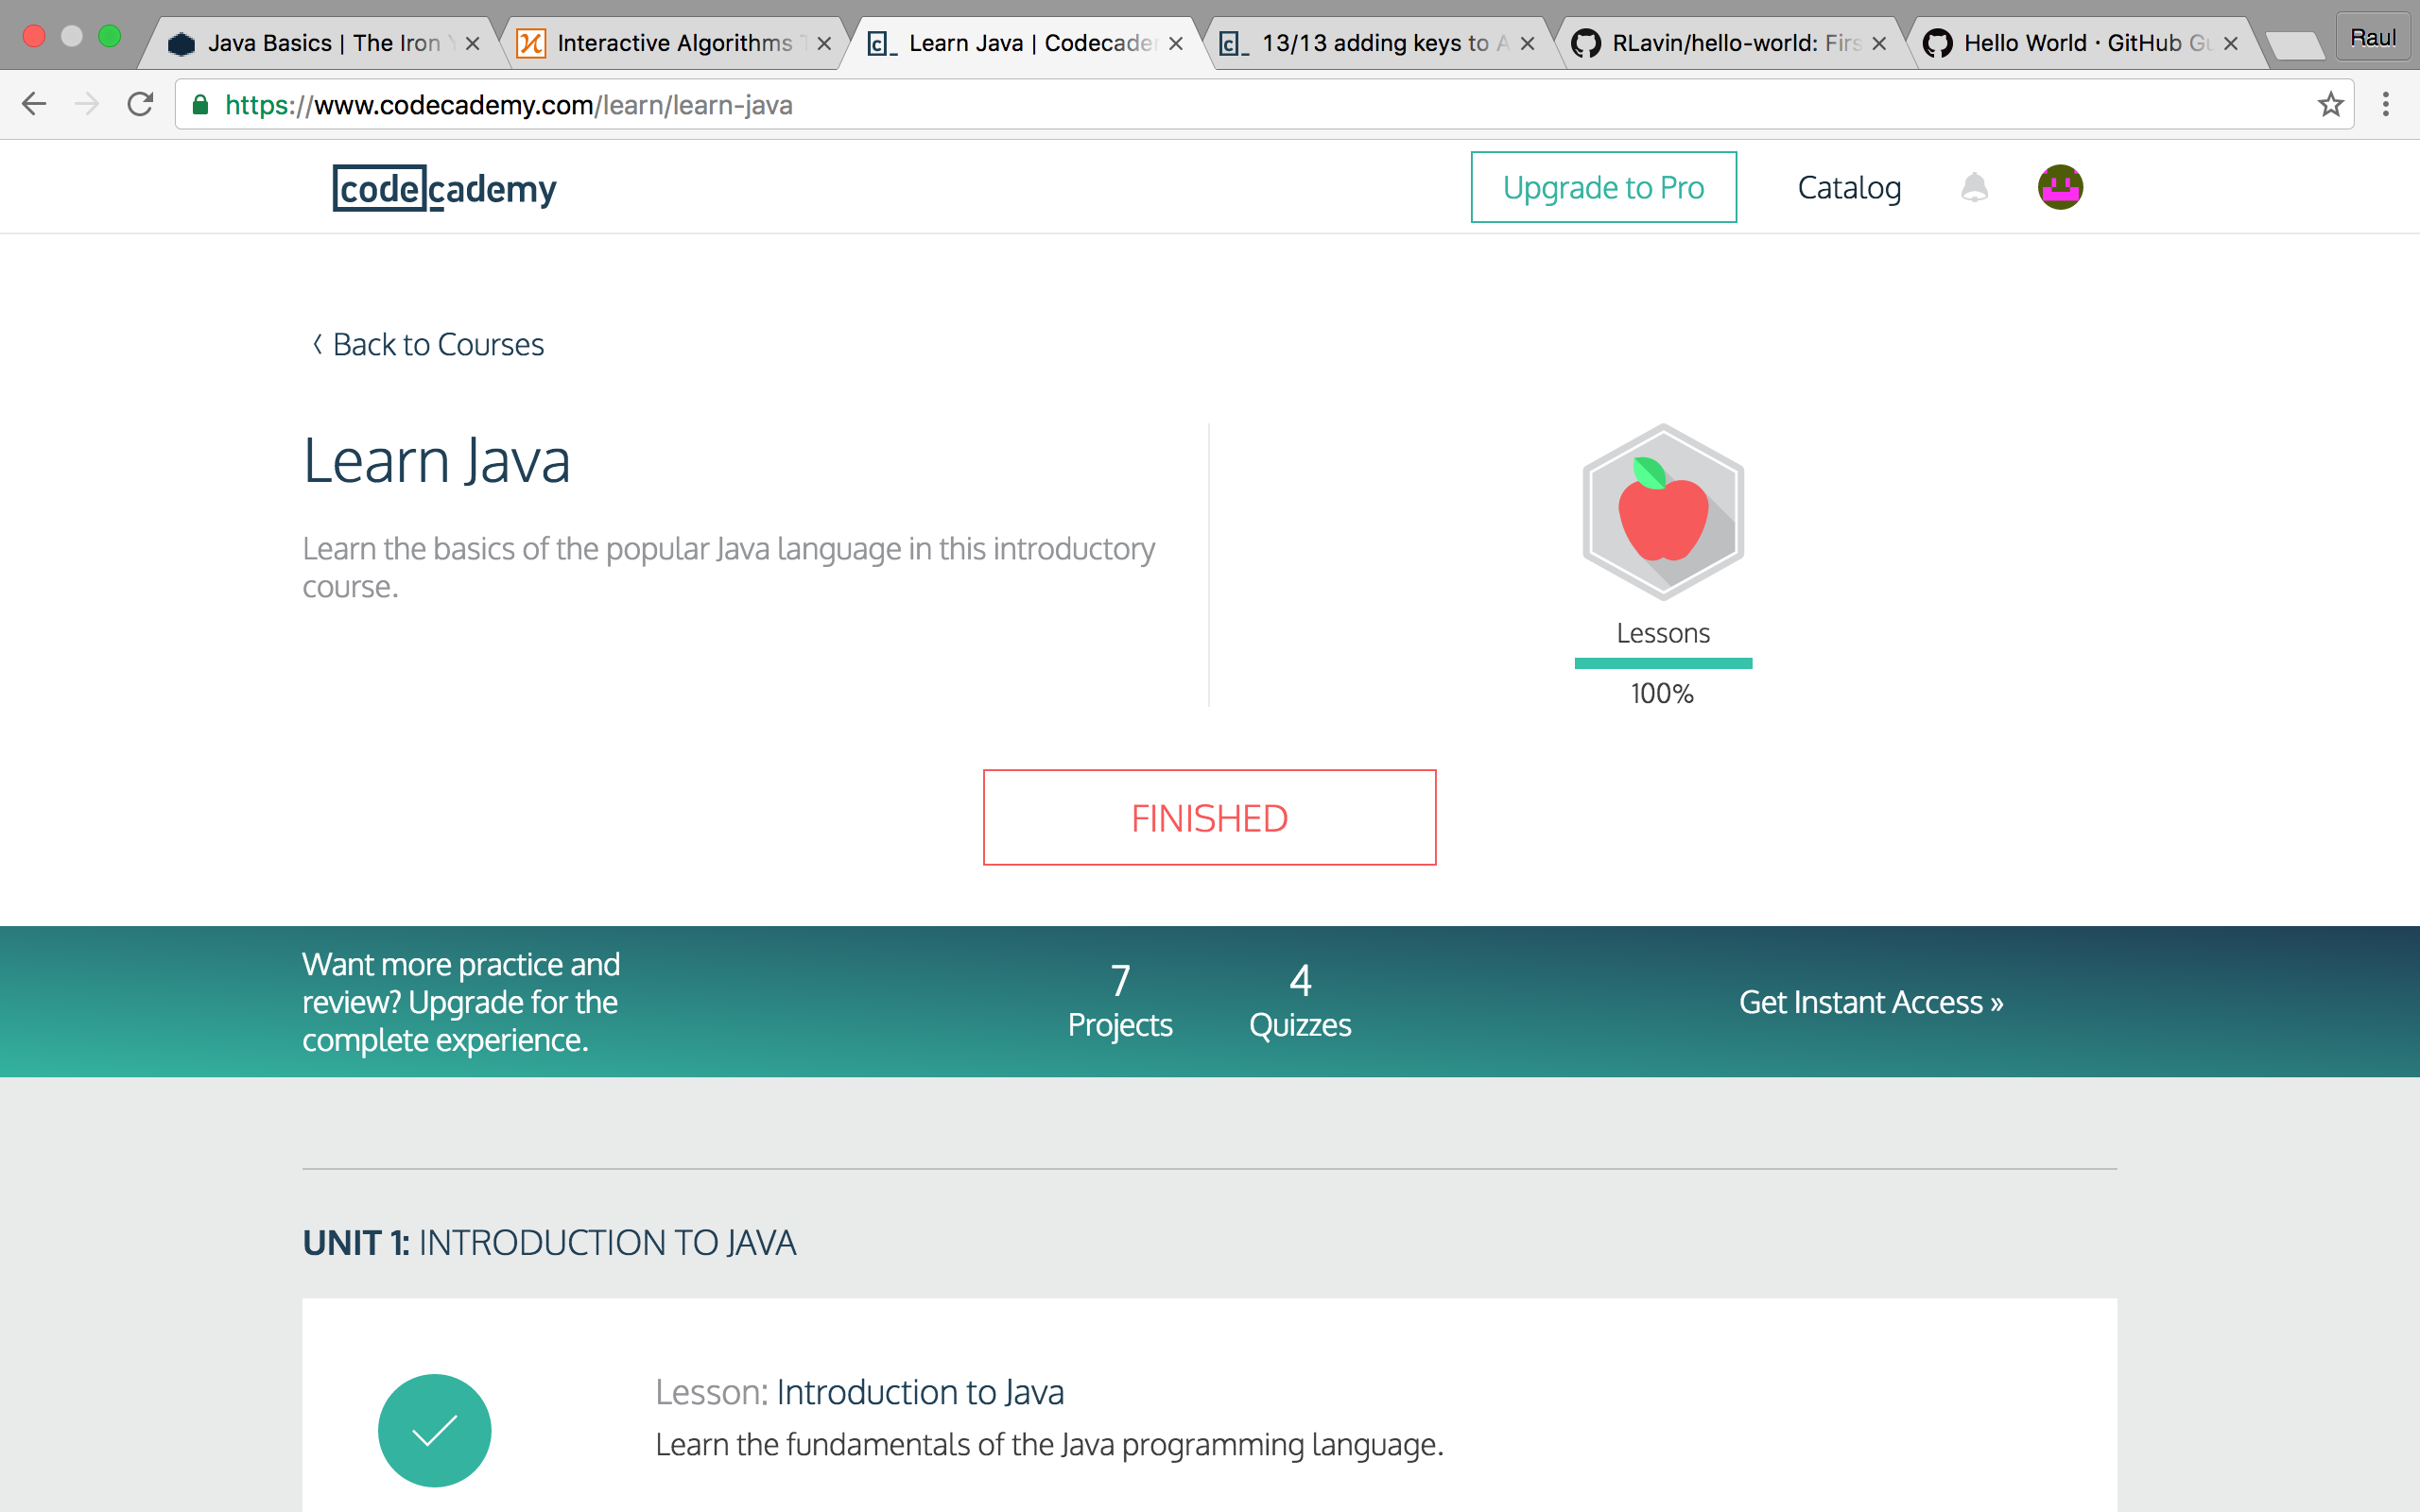 Java Basics | The Iron
Interactive Algorithms
Learn Java | Codecader
13/13 adding keys to A
RLavin/hello-world: Firs
Hello World · GitHub Gu
Raul
https://www.codecademy.com/learn/learn-java
codecademy
Upgrade to Pro
Catalog
Back to Courses
Learn Java
Learn the basics of the popular Java language in this introductory
course.
Lessons
100%
FINISHED
Want more practice and
review? Upgrade for the
complete experience.
7
Projects
4
Quizzes
Get Instant Access »
UNIT 1: INTRODUCTION TO JAVA
Lesson: Introduction to Java
Learn the fundamentals of the Java programming language.